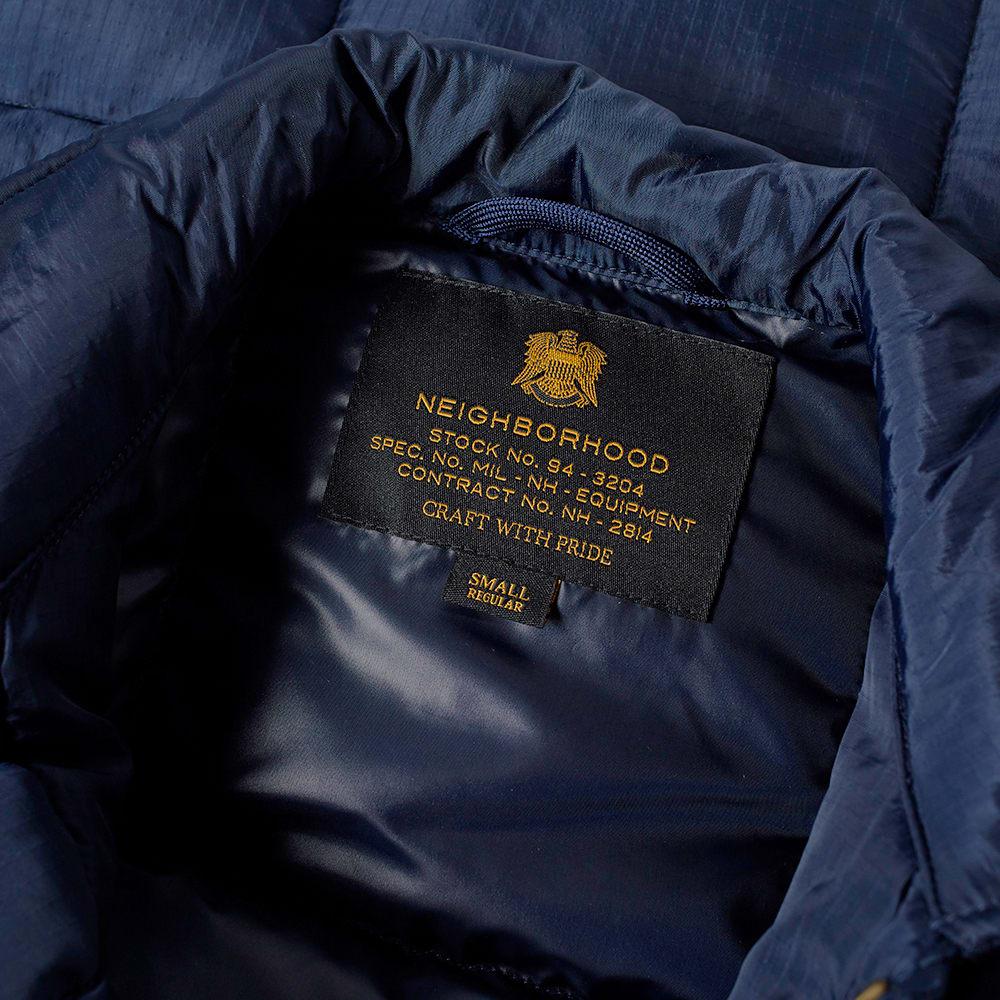 NEIGHBORHOOD
STOCK No. 94 - 3204
SPEC. No. MIL - NH - EQUIPMENT
CONTRACT No. NH - 2814
CRAFT WITH PRIDE
SMALL
REGULAR